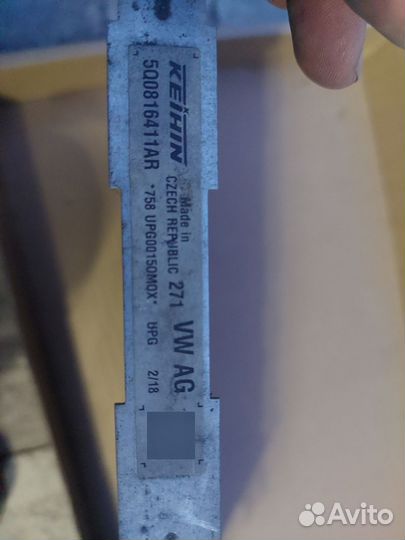 KEIHIN
5Q0816411AR
Made in
CZECH REPUBLIC 271 VW AG
*758 UPG00150MOX* UPG 2/18
Avito